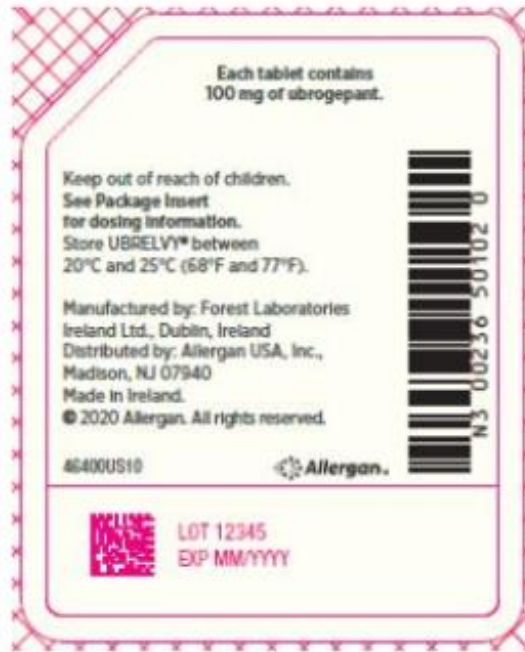 Each tablet contains
100 mg of ubrogepant.
Keep out of reach of children.
See Package Insert
for dosing information.
Store UBRELVY® between
20°C and 25°C (68°F and 77°F).
Manufactured by: Forest Laboratories
Ireland Ltd., Dublin, Ireland
Distributed by: Allergan USA, Inc.,
Madison, NJ 07940
Made in Ireland.
© 2020 Allergan. All rights reserved.
46400US10
Allergan.
N3 00236 50102 0
LOT 12345
EXP MM/YYYY